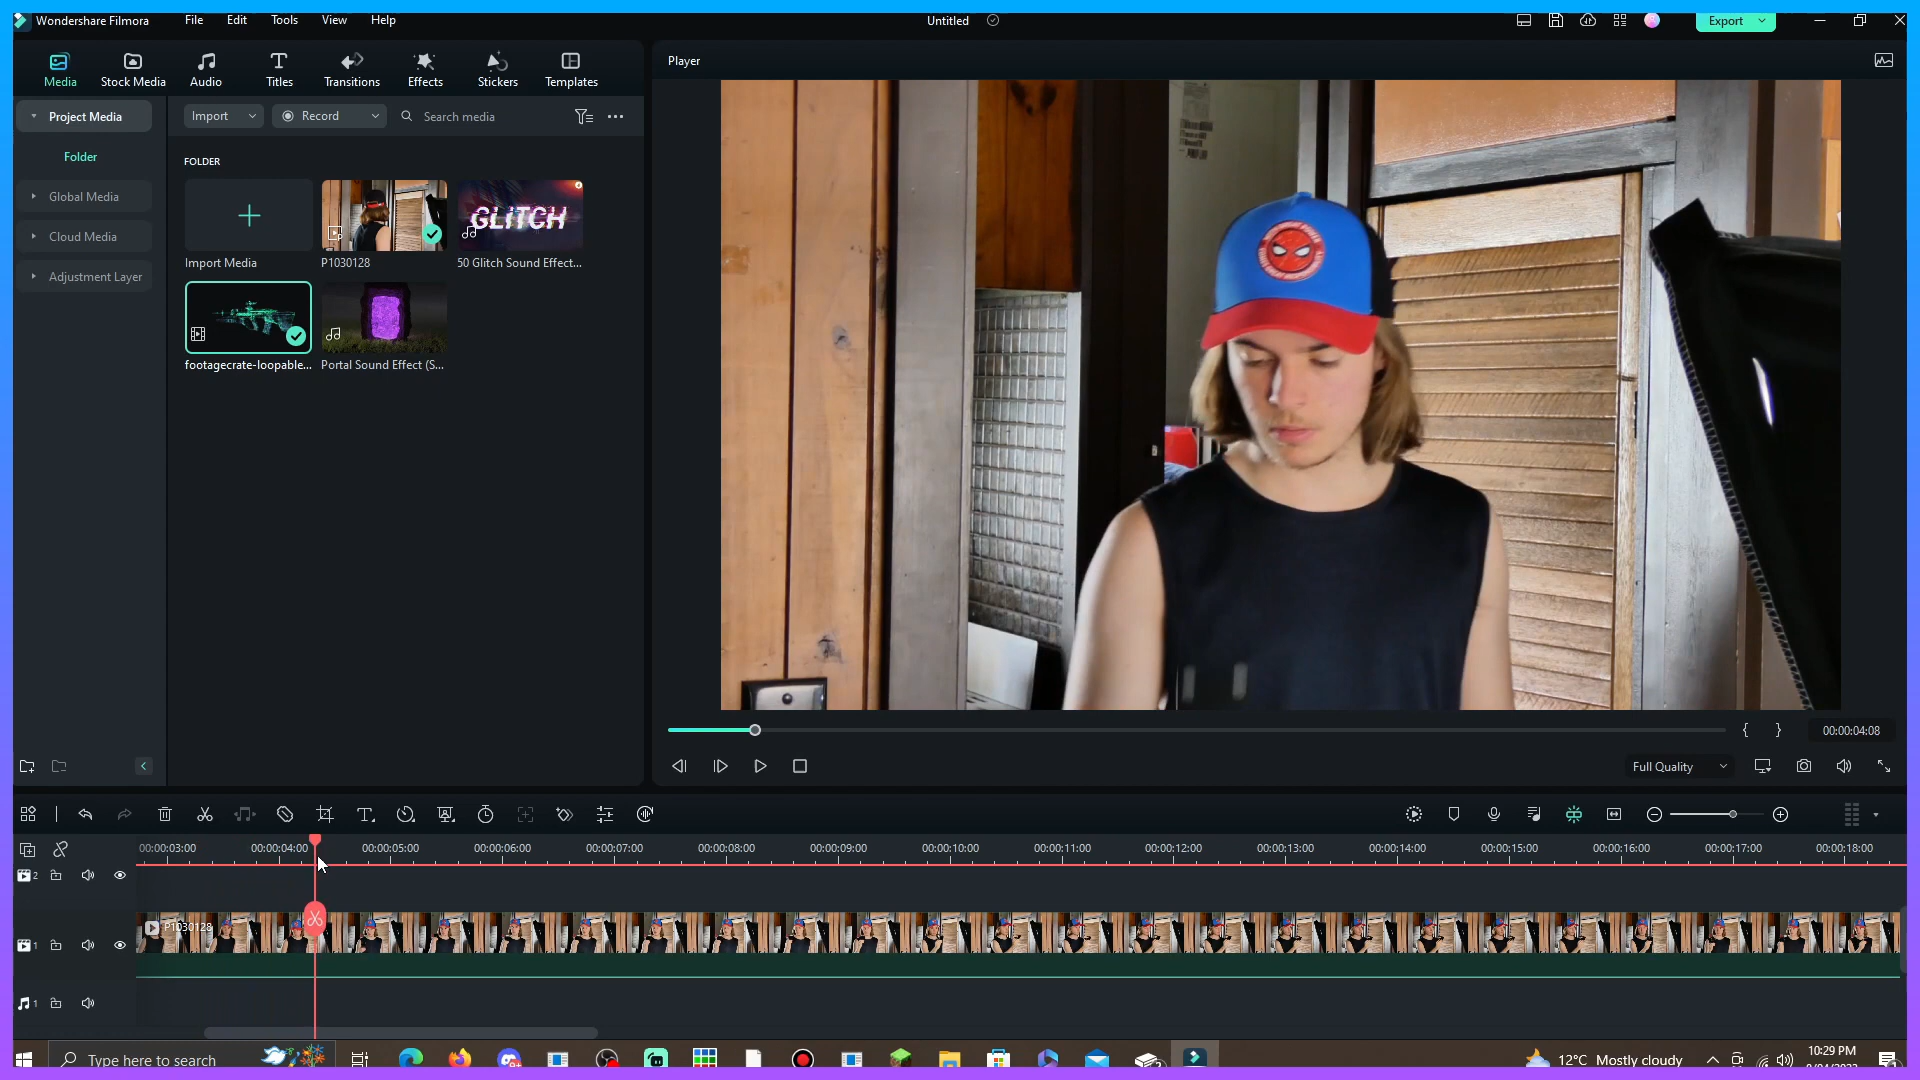 Wondershare Filmora File Edit Tools View Help Untitled Export
Media Stock Media Audio Titles Transitions Effects Stickers Templates
Player
Project Media
Folder
Global Media
Cloud Media
Adjustment Layer
Import Record Search media
FOLDER
GLITCH
Import Media P1030128 50 Glitch Sound Effect...
footagecrate-loopable... Portal Sound Effect (S...
{ } 00:00:04:08
Full Quality
00:00:03:00 00:00:04:00 00:00:05:00 00:00:06:00 00:00:07:00 00:00:08:00 00:00:09:00 00:00:10:00 00:00:11:00 00:00:12:00 00:00:13:00 00:00:14:00 00:00:15:00 00:00:16:00 00:00:17:00 00:00:18:00
2
P1030128
1
1
Type here to search
12°C Mostly cloudy
10:29 PM